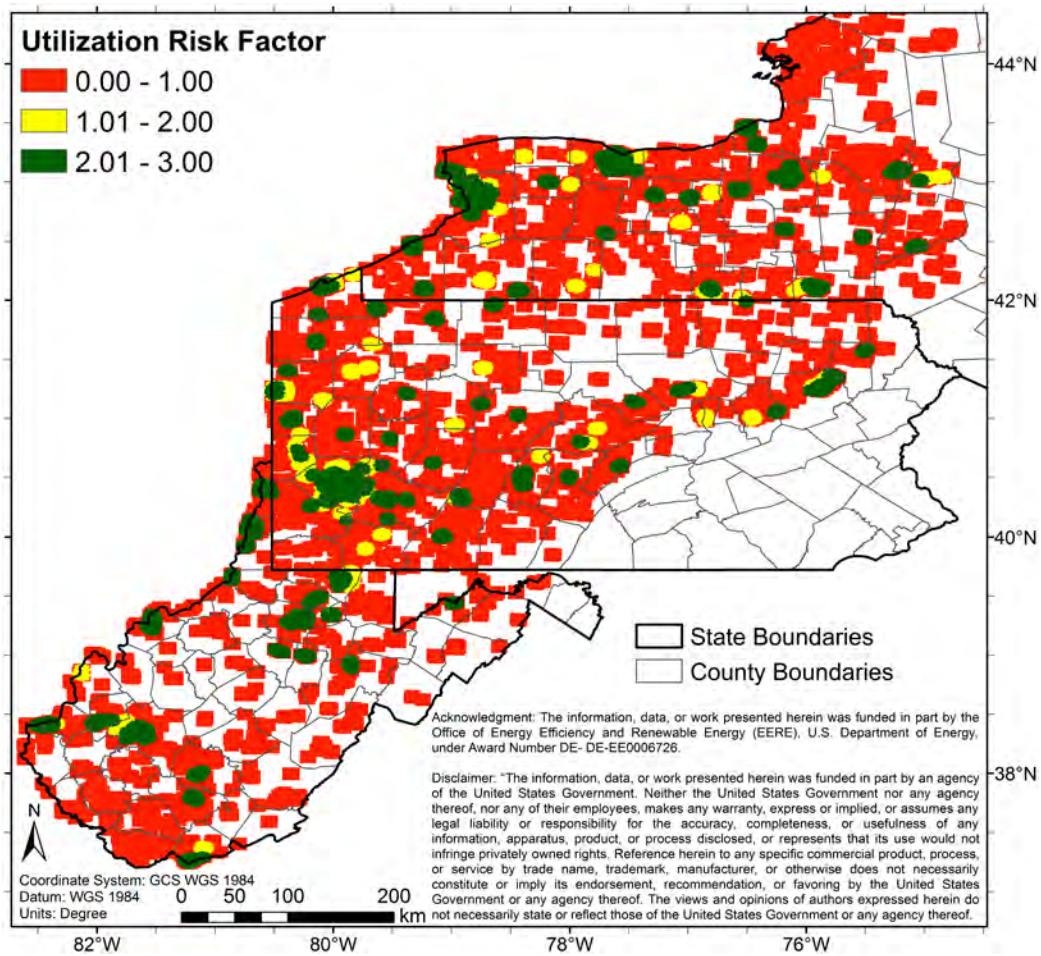 Utilization Risk Factor
0.00 - 1.00
1.01 - 2.00
2.01 - 3.00
44°N
42°N
40°N
38°N
State Boundaries
County Boundaries
Acknowledgment: The information, data, or work presented herein was funded in part by the
Office of Energy Efficiency and Renewable Energy (EERE), U.S. Department of Energy,
under Award Number DE- DE-EE0006726.
Disclaimer: “The information, data, or work presented herein was funded in part by an agency
of the United States Government. Neither the United States Government nor any agency
thereof, nor any of their employees, makes any warranty, express or implied, or assumes any
legal liability or responsibility for the accuracy, completeness, or usefulness of any
information, apparatus, product, or process disclosed, or represents that its use would not
infringe privately owned rights. Reference herein to any specific commercial product, process,
or service by trade name, trademark, manufacturer, or otherwise does not necessarily
constitute or imply its endorsement, recommendation, or favoring by the United States
Government or any agency thereof. The views and opinions of authors expressed herein do
not necessarily state or reflect those of the United States Government or any agency thereof.
N
Coordinate System: GCS WGS 1984
Datum: WGS 1984
Units: Degree
0 50 100 200
km
82°W 80°W 78°W 76°W